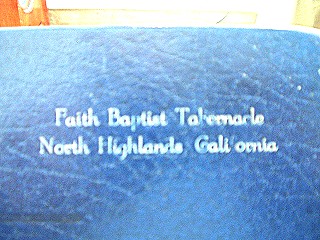 Faith Baptist Tabernacle
North Highlands California